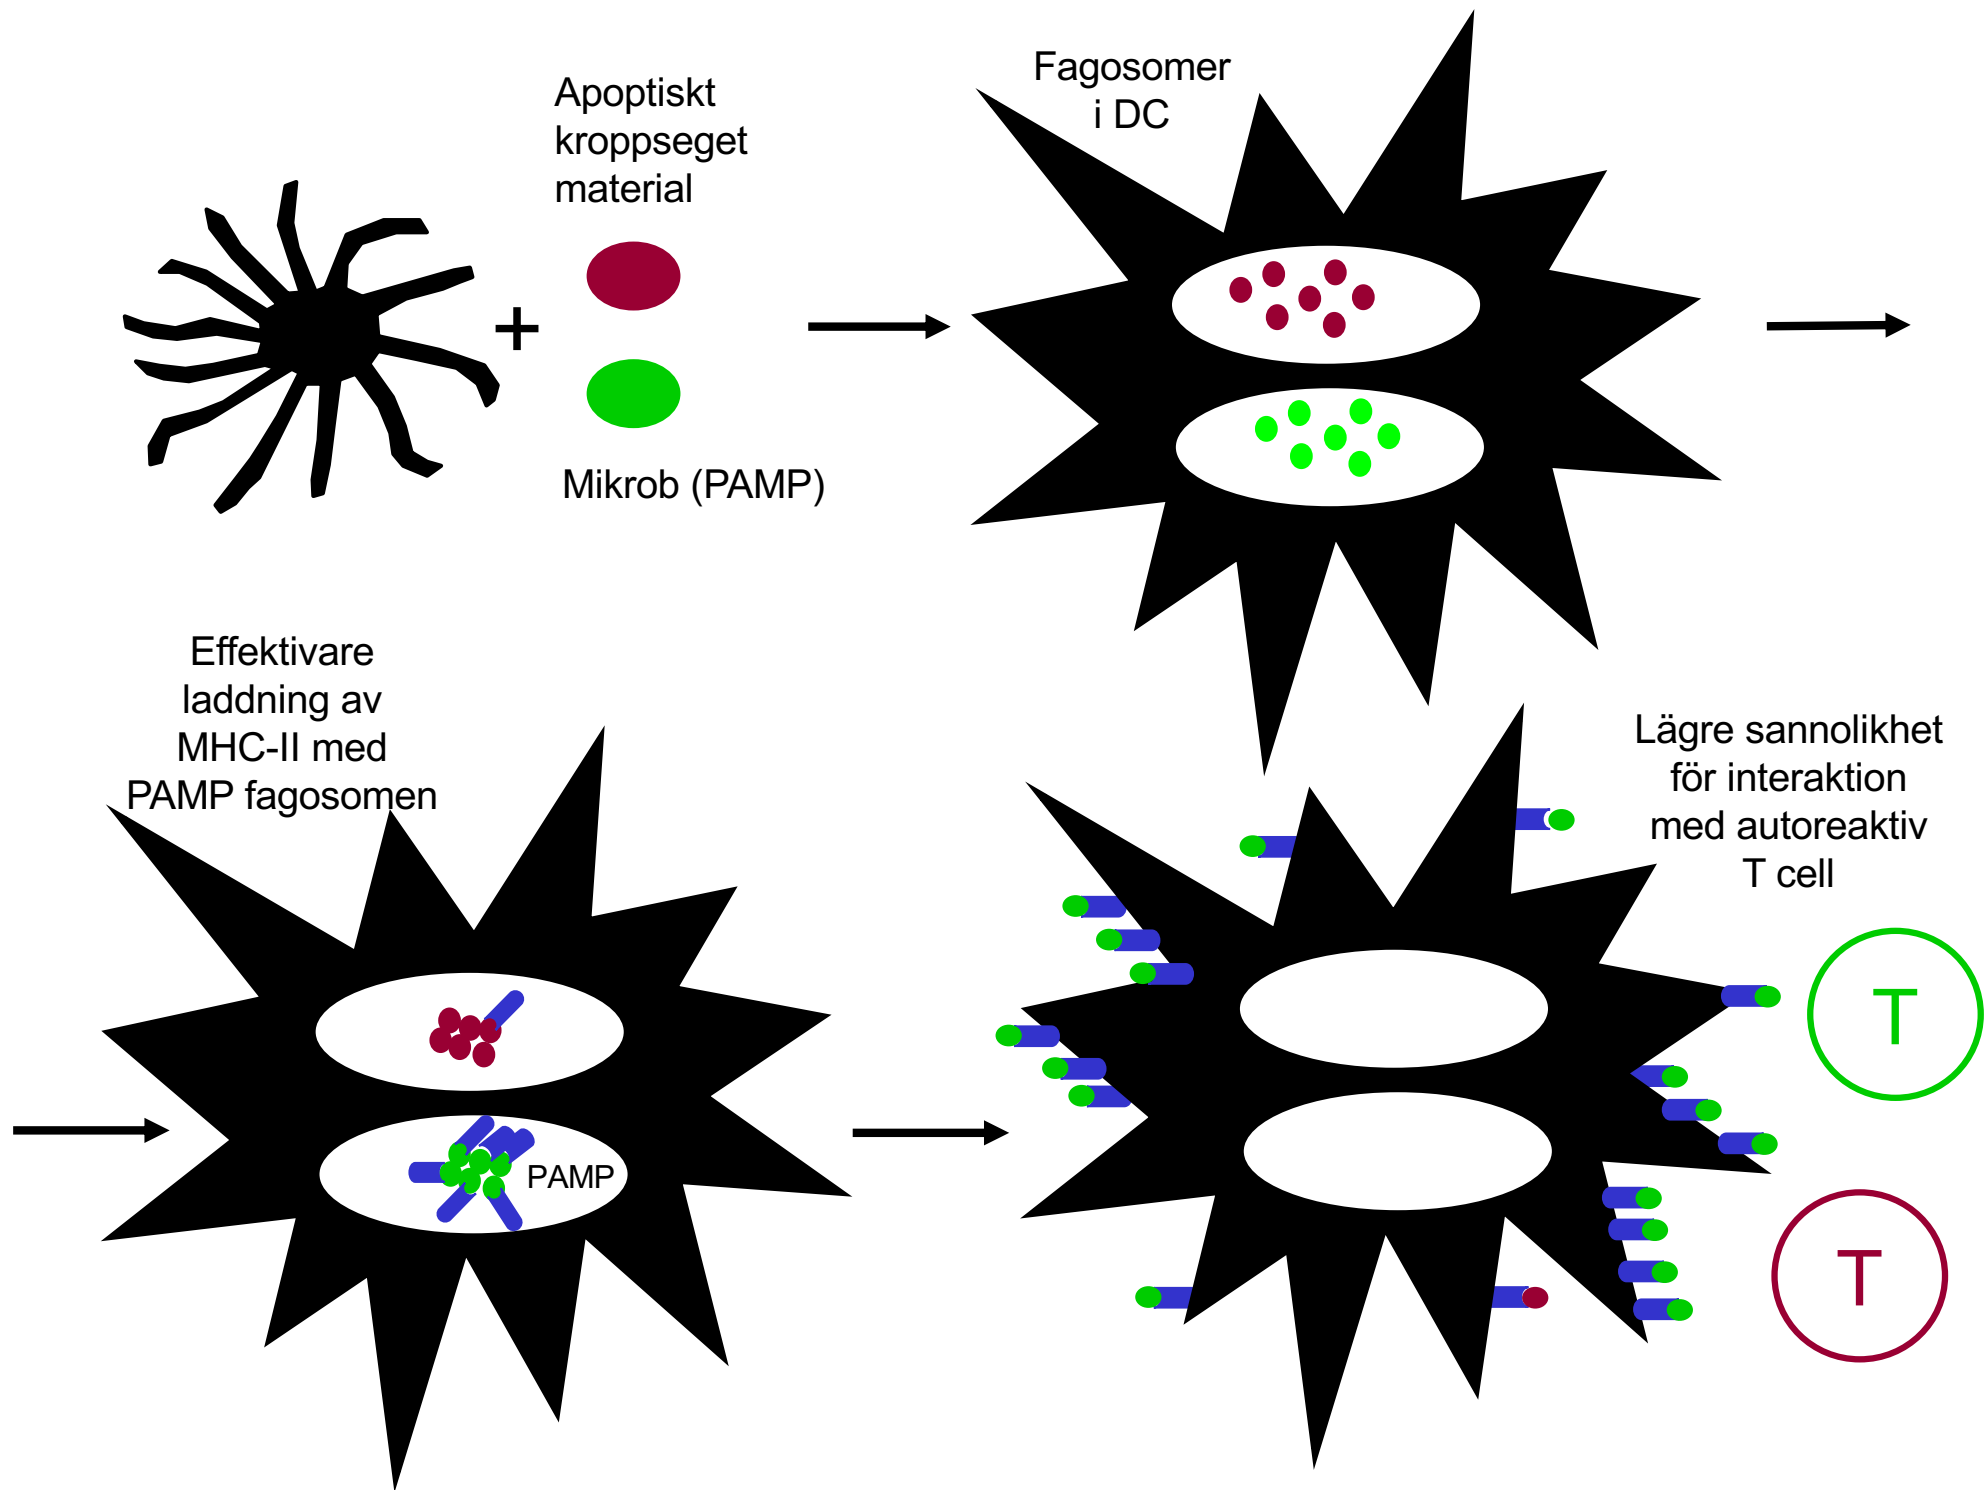 Apoptiskt
kroppseget
material
Mikrob (PAMP)
Fagosomer
i DC
Effektivare
laddning av
MHC-II med
PAMP fagosomen
PAMP
Lägre sannolikhet
för interaktion
med autoreaktiv
T cell
T
T